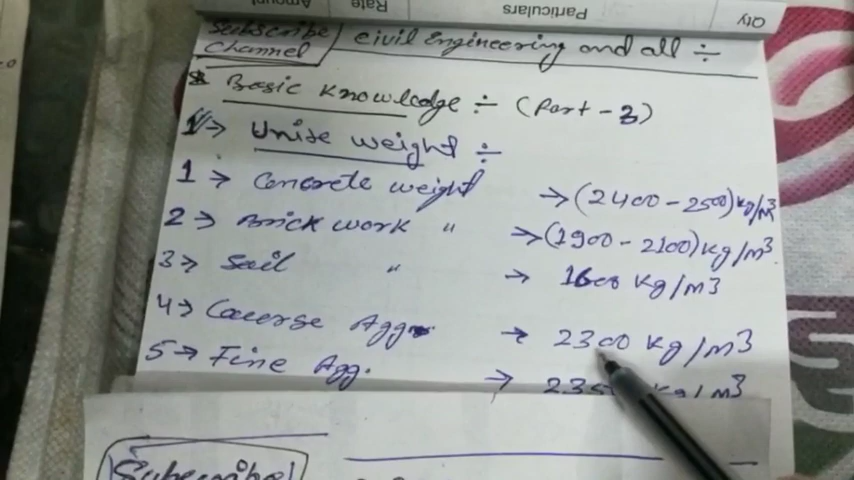 Qty Particulars Rate Amount
Subscribe Channel / civil Engineering and all ÷
* Basic Knowledge ÷ (Part - 3)
1/→ Unite weight ÷
1 → Concrete weight → (2400 - 2500) kg/m3
2 → Brick work " → (1900 - 2100) kg/m3
3 → Soil " → 1600 kg/m3
4 → Courrse Agg. → 2300 kg/m3
5 → Fine Agg. → kg/m3
Subscribe